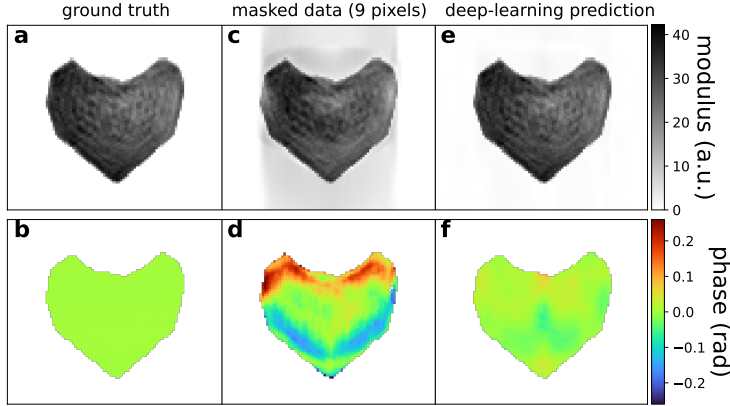 ground truth
masked data (9 pixels)
deep-learning prediction
a
c
e
40
30
20
10
0
modulus (a.u.)
b
d
f
0.2
0.1
0.0
−0.1
−0.2
phase (rad)